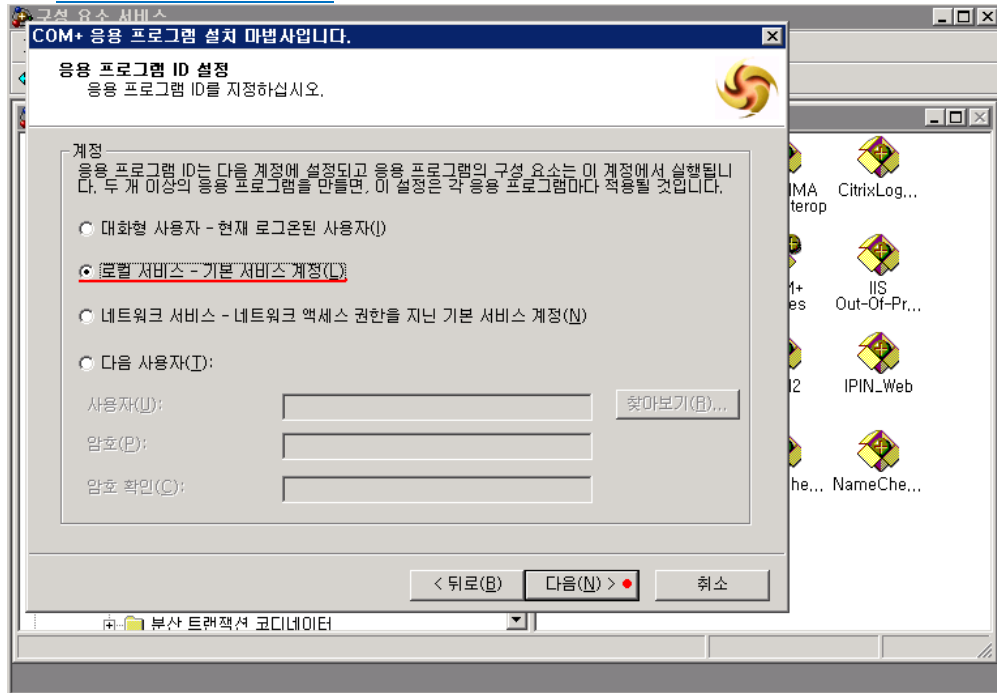 구성 요소 서비스
COM+ 응용 프로그램 설치 마법사입니다.
응용 프로그램 ID 설정
응용 프로그램 ID를 지정하십시오.
계정
응용 프로그램 ID는 다음 계정에 설정되고 응용 프로그램의 구성 요소는 이 계정에서 실행됩니
다. 두 개 이상의 응용 프로그램을 만들면, 이 설정은 각 응용 프로그램마다 적용될 것입니다.
대화형 사용자 - 현재 로그온된 사용자(I)
로컬 서비스 - 기본 서비스 계정(L)
네트워크 서비스 - 네트워크 액세스 권한을 지닌 기본 서비스 계정(N)
다음 사용자(T):
사용자(U):
찾아보기(R)...
암호(P):
암호 확인(C):
< 뒤로(B)
다음(N) >
취소
IMA
terop
CitrixLog...
IIS
Out-Of-Pr...
IPIN_Web
he...
NameChe...
분산 트랜잭션 코디네이터